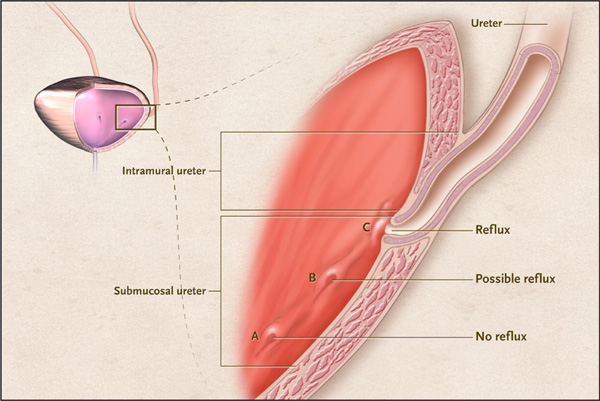 Ureter
Intramural ureter
C
Reflux
B
Possible reflux
Submucosal ureter
A
No reflux